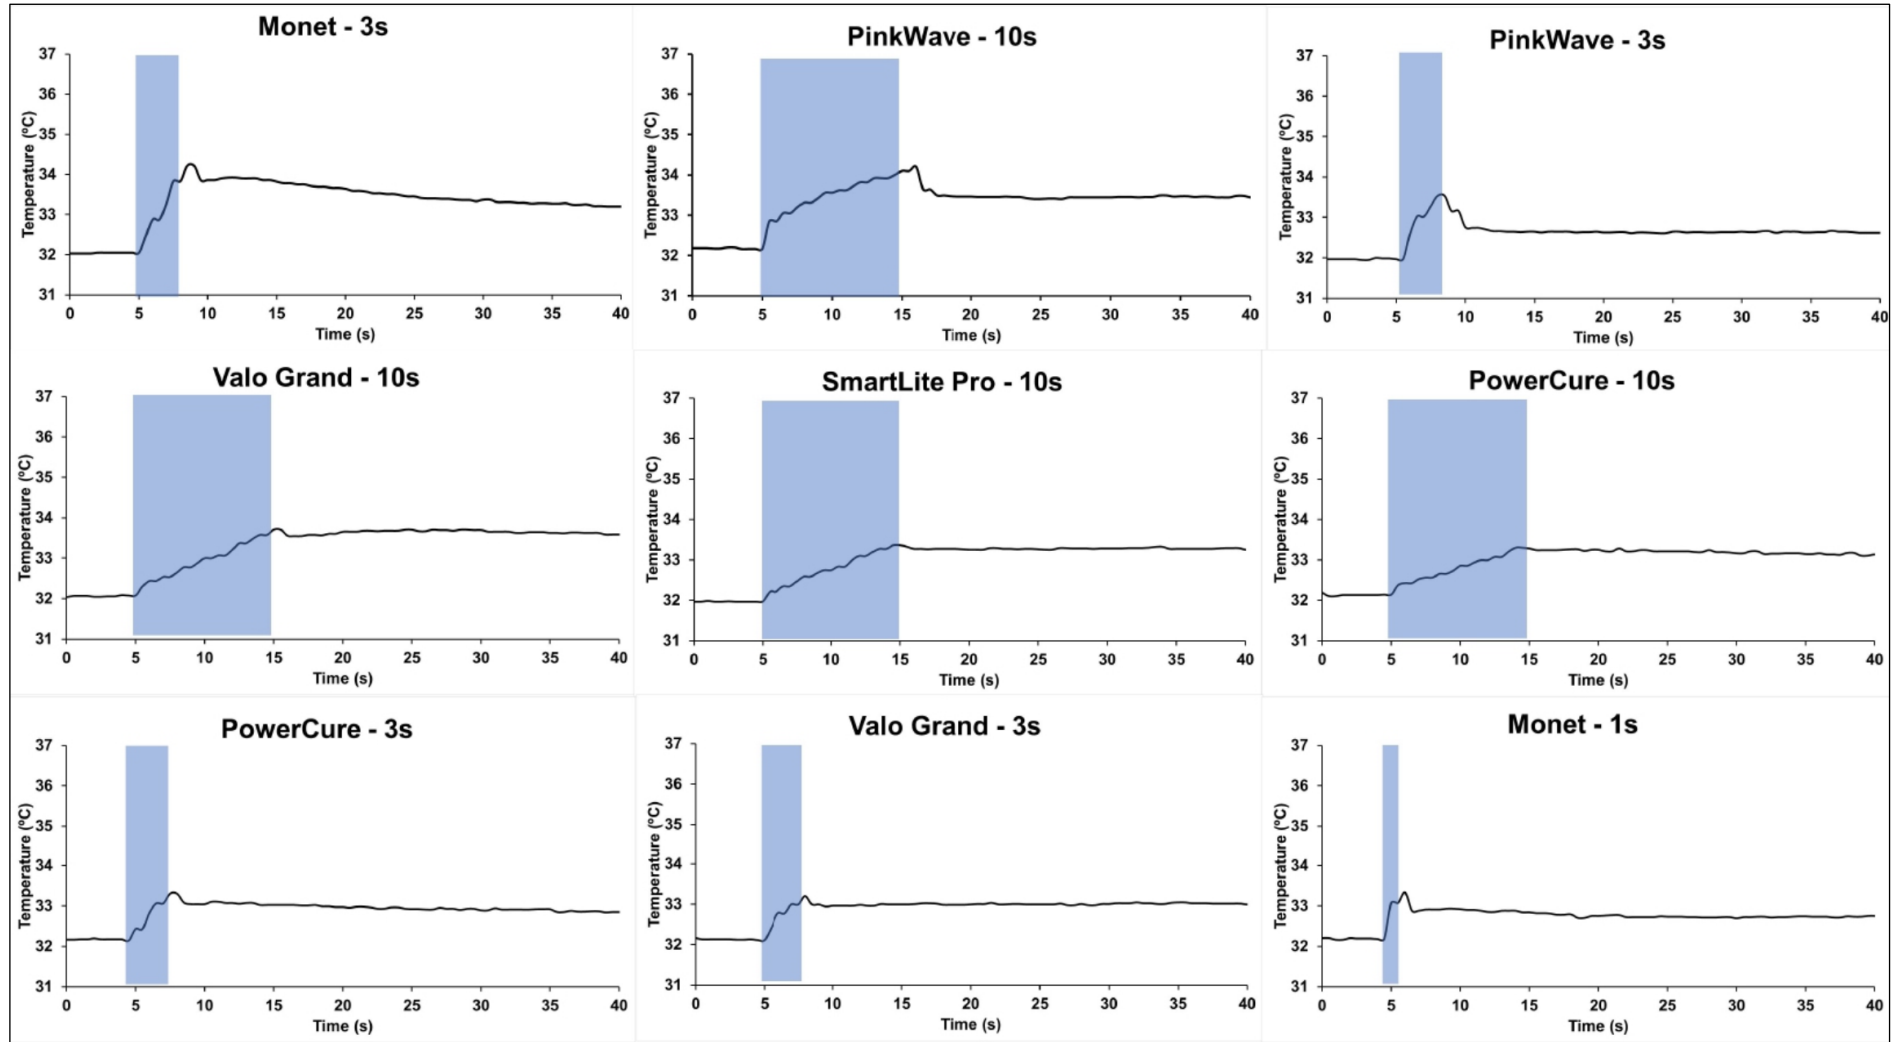 Monet - 3s
37
36
35
34
33
32
31
Temperature (ºC)
0 5 10 15 20 25 30 35 40
Time (s)
PinkWave - 10s
37
36
35
34
33
32
31
Temperature (ºC)
0 5 10 15 20 25 30 35 40
Time (s)
PinkWave - 3s
37
36
35
34
33
32
31
Temperature (ºC)
0 5 10 15 20 25 30 35 40
Time (s)
Valo Grand - 10s
37
36
35
34
33
32
31
Temperature (ºC)
0 5 10 15 20 25 30 35 40
Time (s)
SmartLite Pro - 10s
37
36
35
34
33
32
31
Temperature (ºC)
0 5 10 15 20 25 30 35 40
Time (s)
PowerCure - 10s
37
36
35
34
33
32
31
Temperature (ºC)
0 5 10 15 20 25 30 35 40
Time (s)
PowerCure - 3s
37
36
35
34
33
32
31
Temperature (ºC)
0 5 10 15 20 25 30 35 40
Time (s)
Valo Grand - 3s
37
36
35
34
33
32
31
Temperature (ºC)
0 5 10 15 20 25 30 35 40
Time (s)
Monet - 1s
37
36
35
34
33
32
31
Temperature (ºC)
0 5 10 15 20 25 30 35 40
Time (s)